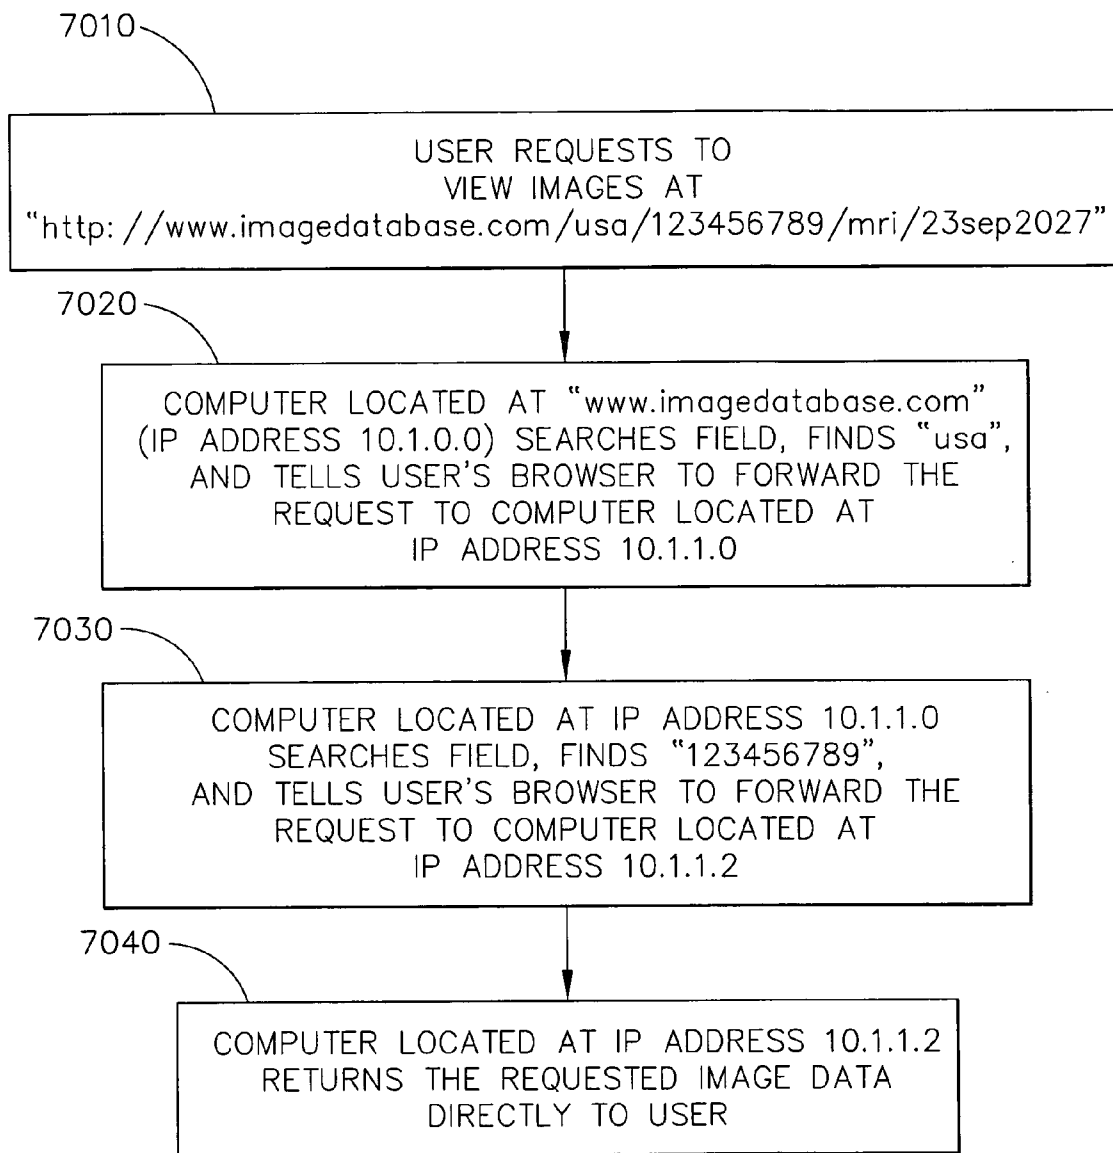 7010
USER REQUESTS TO
VIEW IMAGES AT
“http://www.imagedatabase.com/usa/123456789/mri/23sep2027”
7020
COMPUTER LOCATED AT “www.imagedatabase.com”
(IP ADDRESS 10.1.0.0) SEARCHES FIELD, FINDS “usa”,
AND TELLS USER'S BROWSER TO FORWARD THE
REQUEST TO COMPUTER LOCATED AT
IP ADDRESS 10.1.1.0
7030
COMPUTER LOCATED AT IP ADDRESS 10.1.1.0
SEARCHES FIELD, FINDS “123456789”,
AND TELLS USER'S BROWSER TO FORWARD THE
REQUEST TO COMPUTER LOCATED AT
IP ADDRESS 10.1.1.2
7040
COMPUTER LOCATED AT IP ADDRESS 10.1.1.2
RETURNS THE REQUESTED IMAGE DATA
DIRECTLY TO USER